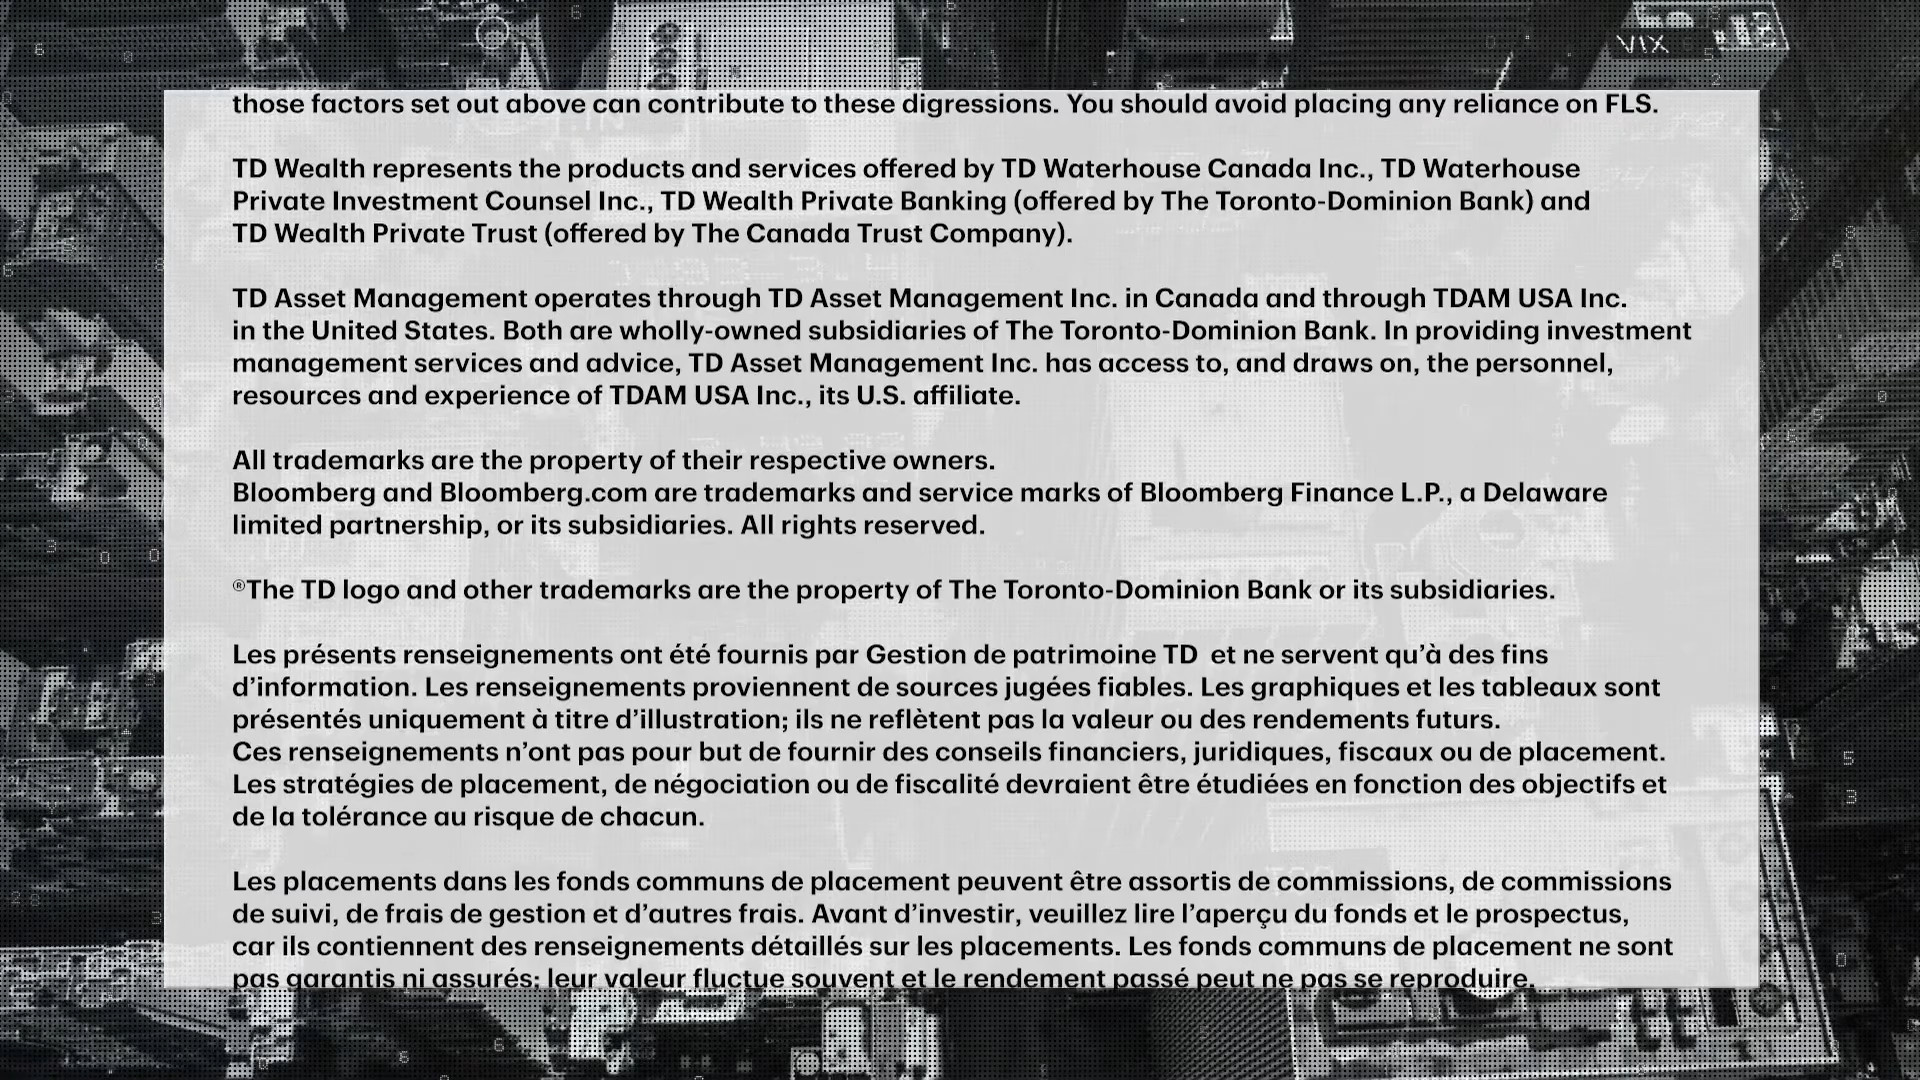 VIX
those factors set out above can contribute to these digressions. You should avoid placing any reliance on FLS.
TD Wealth represents the products and services offered by TD Waterhouse Canada Inc., TD Waterhouse
Private Investment Counsel Inc., TD Wealth Private Banking (offered by The Toronto-Dominion Bank) and
TD Wealth Private Trust (offered by The Canada Trust Company).
TD Asset Management operates through TD Asset Management Inc. in Canada and through TDAM USA Inc.
in the United States. Both are wholly-owned subsidiaries of The Toronto-Dominion Bank. In providing investment
management services and advice, TD Asset Management Inc. has access to, and draws on, the personnel,
resources and experience of TDAM USA Inc., its U.S. affiliate.
All trademarks are the property of their respective owners.
Bloomberg and Bloomberg.com are trademarks and service marks of Bloomberg Finance L.P., a Delaware
limited partnership, or its subsidiaries. All rights reserved.
®The TD logo and other trademarks are the property of The Toronto-Dominion Bank or its subsidiaries.
Les présents renseignements ont été fournis par Gestion de patrimoine TD  et ne servent qu’à des fins
d’information. Les renseignements proviennent de sources jugées fiables. Les graphiques et les tableaux sont
présentés uniquement à titre d’illustration; ils ne reflètent pas la valeur ou des rendements futurs.
Ces renseignements n’ont pas pour but de fournir des conseils financiers, juridiques, fiscaux ou de placement.
Les stratégies de placement, de négociation ou de fiscalité devraient être étudiées en fonction des objectifs et
de la tolérance au risque de chacun.
Les placements dans les fonds communs de placement peuvent être assortis de commissions, de commissions
de suivi, de frais de gestion et d’autres frais. Avant d’investir, veuillez lire l’aperçu du fonds et le prospectus,
car ils contiennent des renseignements détaillés sur les placements. Les fonds communs de placement ne sont
pas garantis ni assurés; leur valeur fluctue souvent et le rendement passé peut ne pas se reproduire.